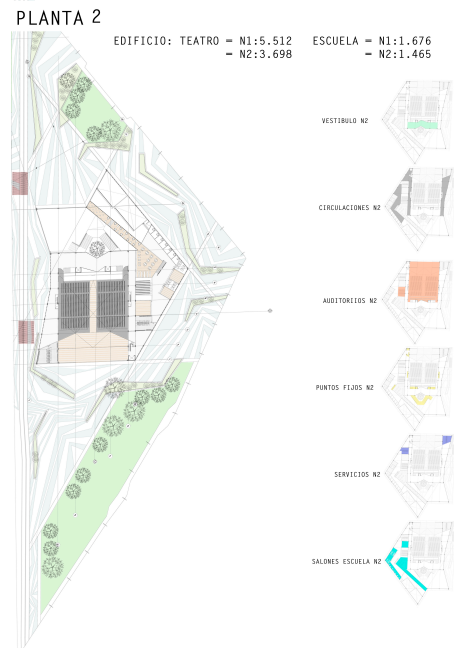 PLANTA 2
EDIFICIO: TEATRO = N1:5.512 ESCUELA = N1:1.676
= N2:3.698 = N2:1.465
VESTIBULO N2
CIRCULACIONES N2
AUDITORIIOS N2
PUNTOS FIJOS N2
SERVICIOS N2
SALONES ESCUELA N2